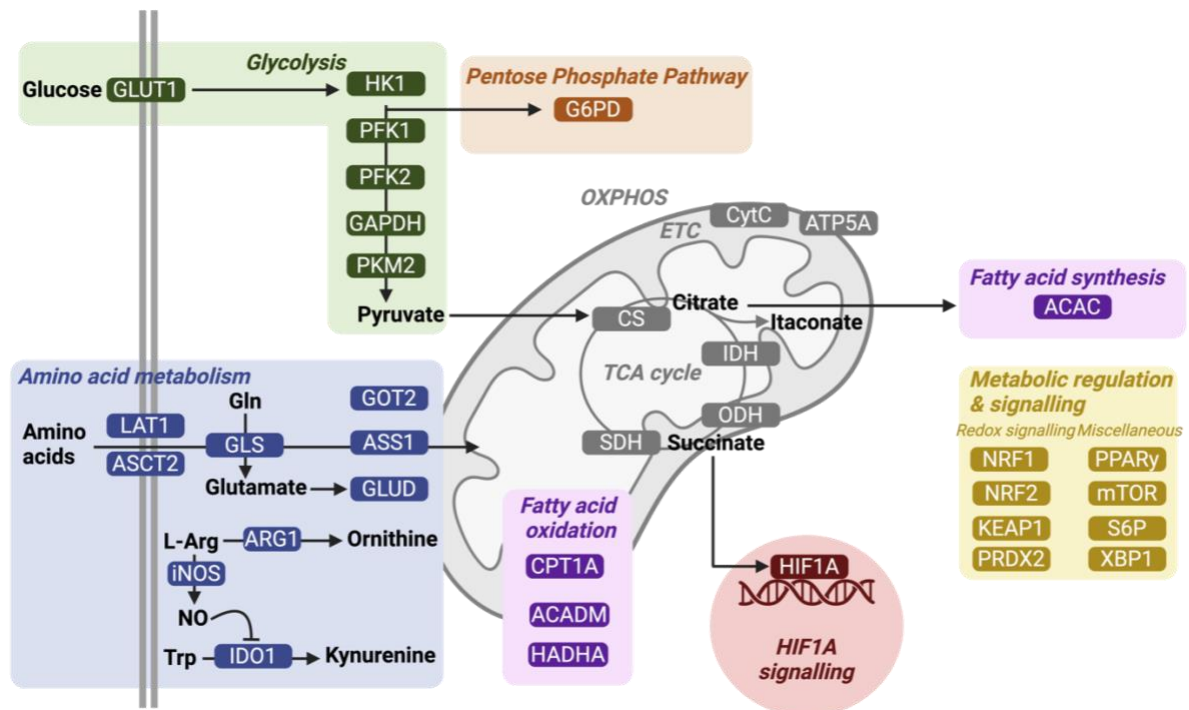 Glycolysis
Glucose
GLUT1
HK1
PFK1
PFK2
GAPDH
PKM2
Pyruvate
Pentose Phosphate Pathway
G6PD
OXPHOS
ETC
CytC
ATP5A
CS
Citrate
Itaconate
IDH
TCA cycle
ODH
SDH
Succinate
Fatty acid synthesis
ACAC
Amino acid metabolism
Amino
acids
LAT1
ASCT2
Gln
GLS
Glutamate
GOT2
ASS1
GLUD
L-Arg
ARG1
Ornithine
iNOS
NO
Trp
IDO1
Kynurenine
Fatty acid
oxidation
CPT1A
ACADM
HADHA
HIF1A
HIF1A
signalling
Metabolic regulation
& signalling
Redox signalling
Miscellaneous
NRF1
PPARy
NRF2
mTOR
KEAP1
S6P
PRDX2
XBP1